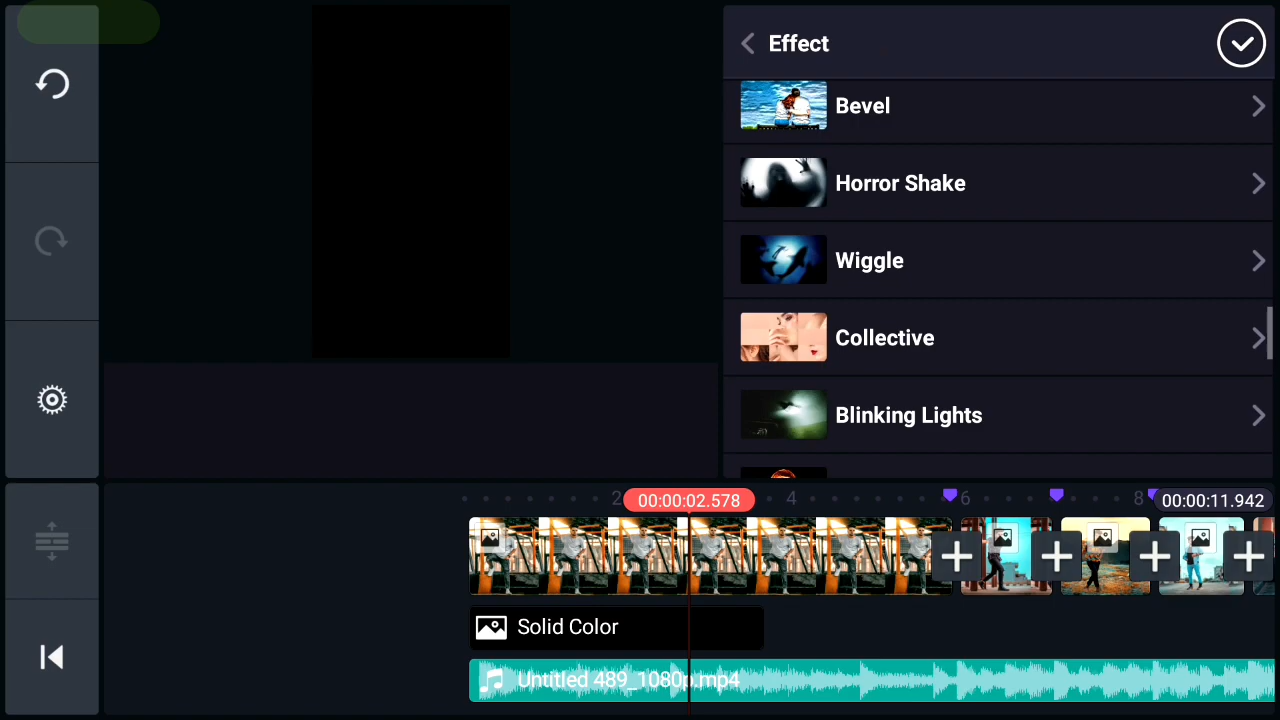 Effect
Bevel
Horror Shake
Wiggle
Collective
Blinking Lights
2 00:00:02.578 4 6 8 00:00:11.942
Solid Color
Untitled 489_1080p.mp4